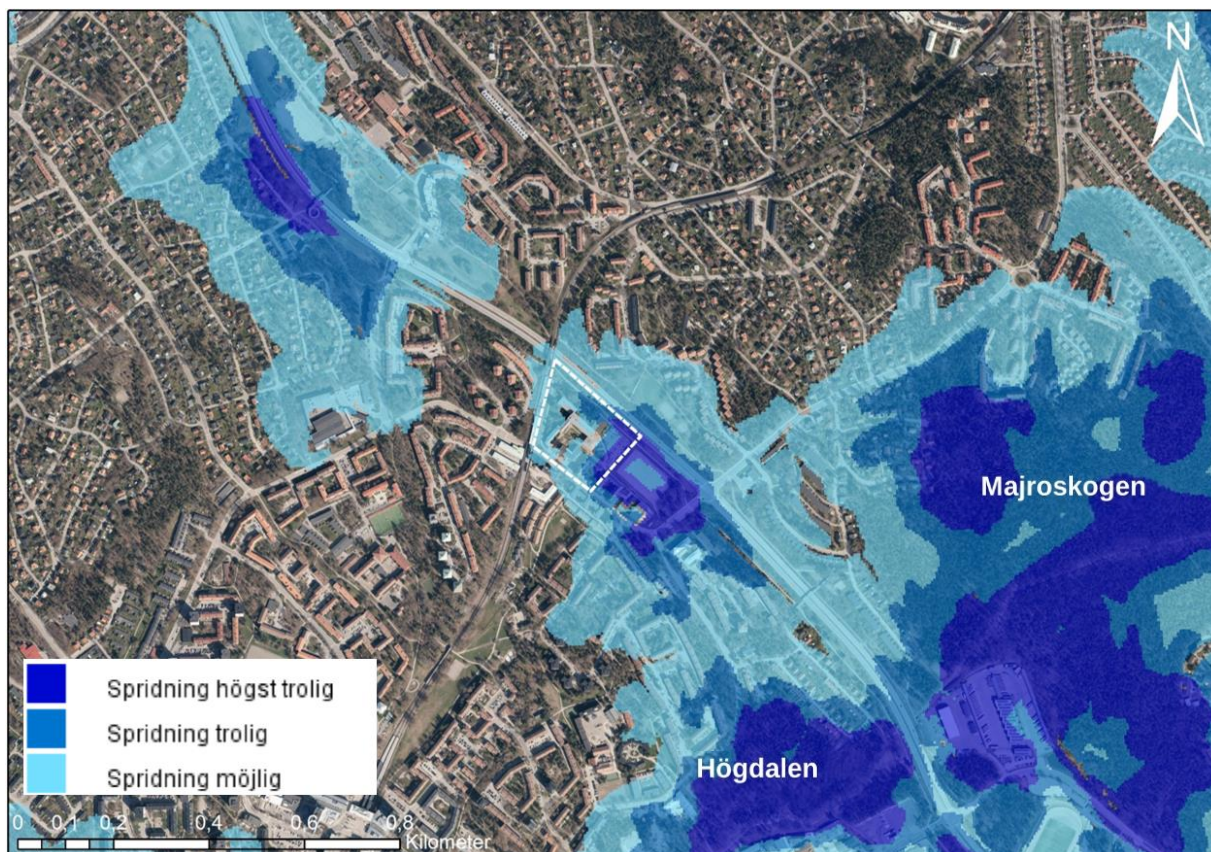 N
Majroskogen
Högdalen
Spridning högst trolig
Spridning trolig
Spridning möjlig
0 0,1 0,2 0,4 0,6 0,8
Kilometer